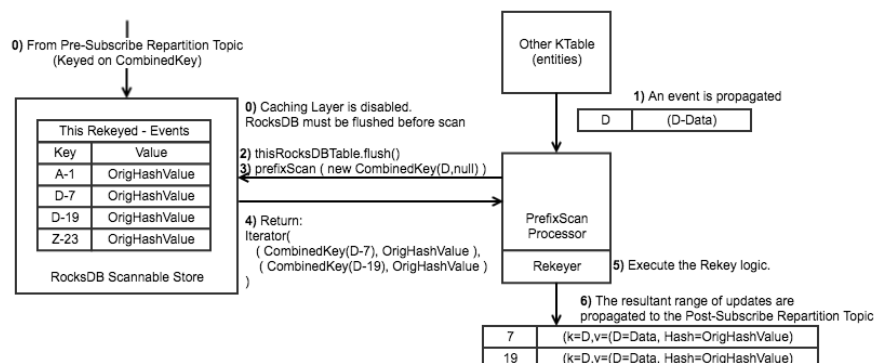 0) From Pre-Subscribe Repartition Topic
(Keyed on CombinedKey)
Other KTable
(entities)
1) An event is propagated
D (D-Data)
0) Caching Layer is disabled.
RocksDB must be flushed before scan
This Rekeyed - Events
Key Value
A-1 OrigHashValue
D-7 OrigHashValue
D-19 OrigHashValue
Z-23 OrigHashValue
RocksDB Scannable Store
2) thisRocksDBTable.flush()
3) prefixScan ( new CombinedKey(D,null) )
4) Return:
Iterator(
( CombinedKey(D-7), OrigHashValue ),
( CombinedKey(D-19), OrigHashValue )
)
PrefixScan
Processor
Rekeyer
5) Execute the Rekey logic.
6) The resultant range of updates are
propagated to the Post-Subscribe Repartition Topic
7 (k=D,v=(D=Data, Hash=OrigHashValue)
19 (k=D,v=(D=Data, Hash=OrigHashValue)